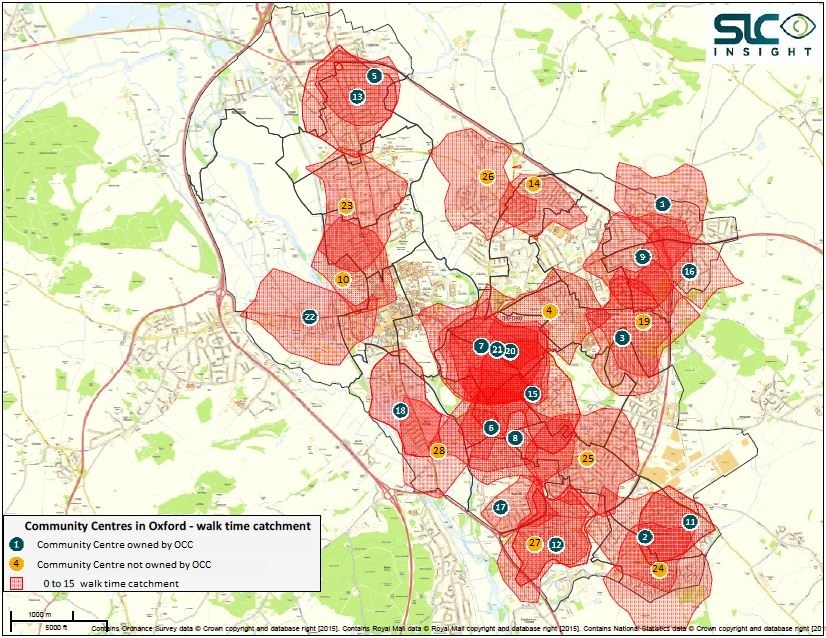 SLC
INSIGHT
5
13
26
14
1
23
9
16
10
22
4
19
3
7
21
20
15
18
6
8
28
25
17
11
2
27
12
24
OXFORD
Community Centres in Oxford - walk time catchment
1 Community Centre owned by OCC
4 Community Centre not owned by OCC
0 to 15 walk time catchment
1000 m
5000 ft
Contains Ordnance Survey data © Crown copyright and database right [2015]. Contains Royal Mail data © Royal Mail copyright and database right [2015]. Contains National Statistics data © Crown copyright and database right [201